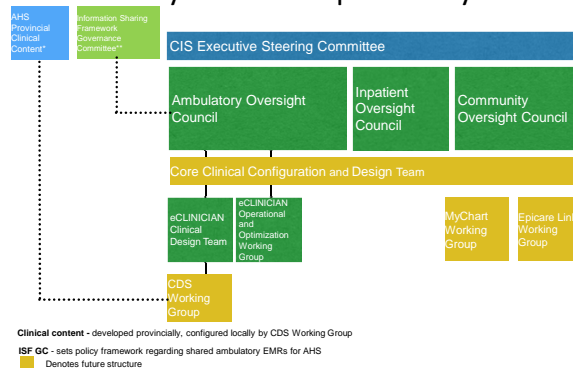 AHS
Provincial
Clinical
Content*
Information Sharing
Framework
Governance
Committee**
CIS Executive Steering Committee
Ambulatory Oversight
Council
Inpatient
Oversight
Council
Community
Oversight Council
Core Clinical Configuration and Design Team
eCLINICIAN
Clinical
Design Team
eCLINICIAN
Operational
and
Optimization
Working
Group
MyChart
Working
Group
Epicare Link
Working
Group
CDS
Working
Group
Clinical content - developed provincially, configured locally by CDS Working Group
ISF GC - sets policy framework regarding shared ambulatory EMRs for AHS
Denotes future structure